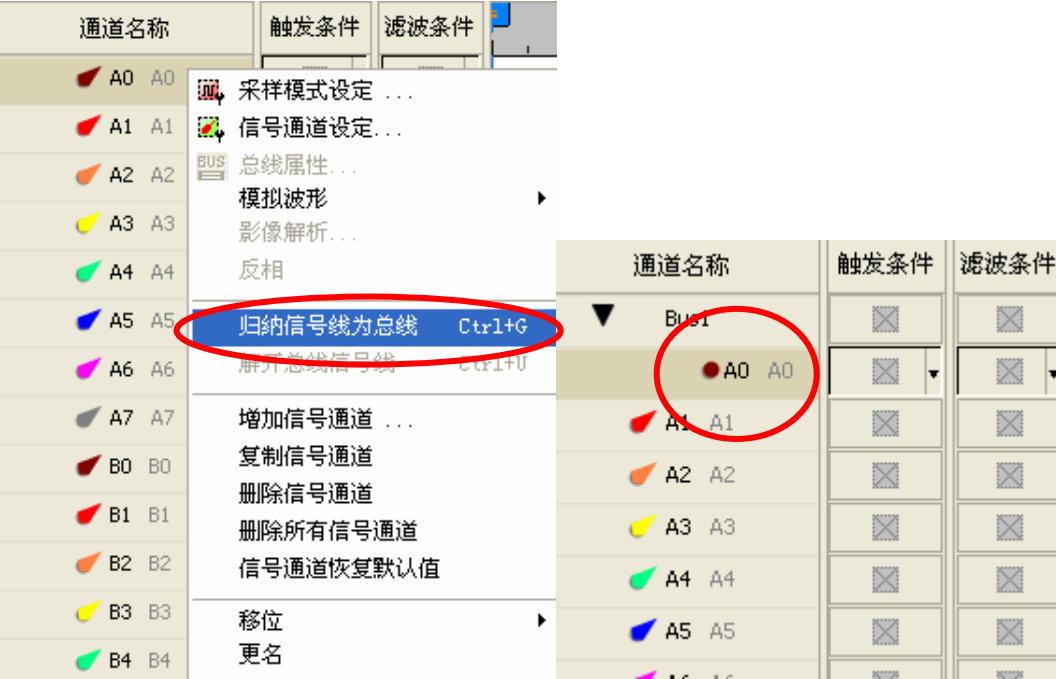 通道名称 触发条件 滤波条件
A0 A0
A1 A1
A2 A2
A3 A3
A4 A4
A5 A5
A6 A6
A7 A7
B0 B0
B1 B1
B2 B2
B3 B3
B4 B4
采样模式设定 ...
信号通道设定...
BUS 总线属性...
模拟波形
影像解析...
反相
归纳信号线为总线 Ctrl+G
解开总线信号线 Ctrl+U
增加信号通道 ...
复制信号通道
删除信号通道
删除所有信号通道
信号通道恢复默认值
移位
更名
通道名称 触发条件 滤波条件
Bus1
A0 A0
A1 A1
A2 A2
A3 A3
A4 A4
A5 A5
A6 A6